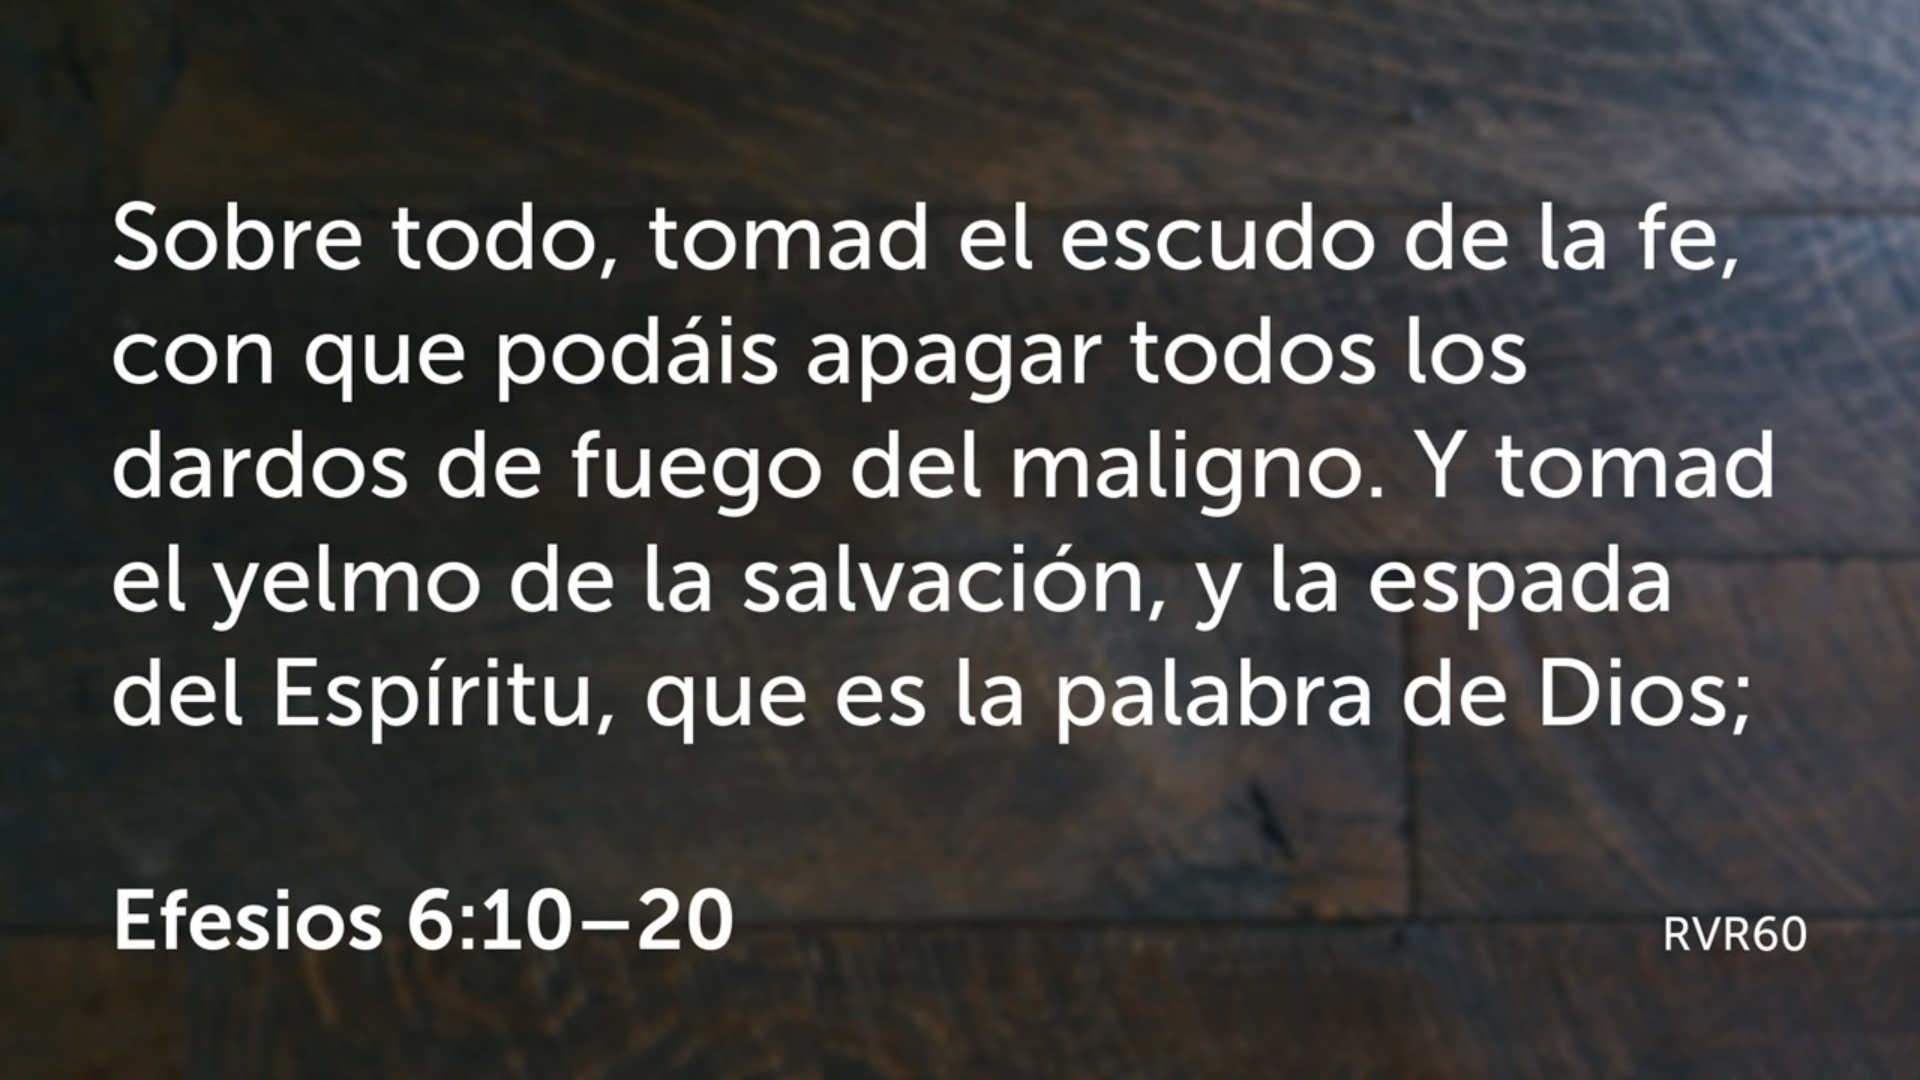 Sobre todo, tomad el escudo de la fe,
con que podáis apagar todos los
dardos de fuego del maligno. Y tomad
el yelmo de la salvación, y la espada
del Espíritu, que es la palabra de Dios;
Efesios 6:10–20
RVR60